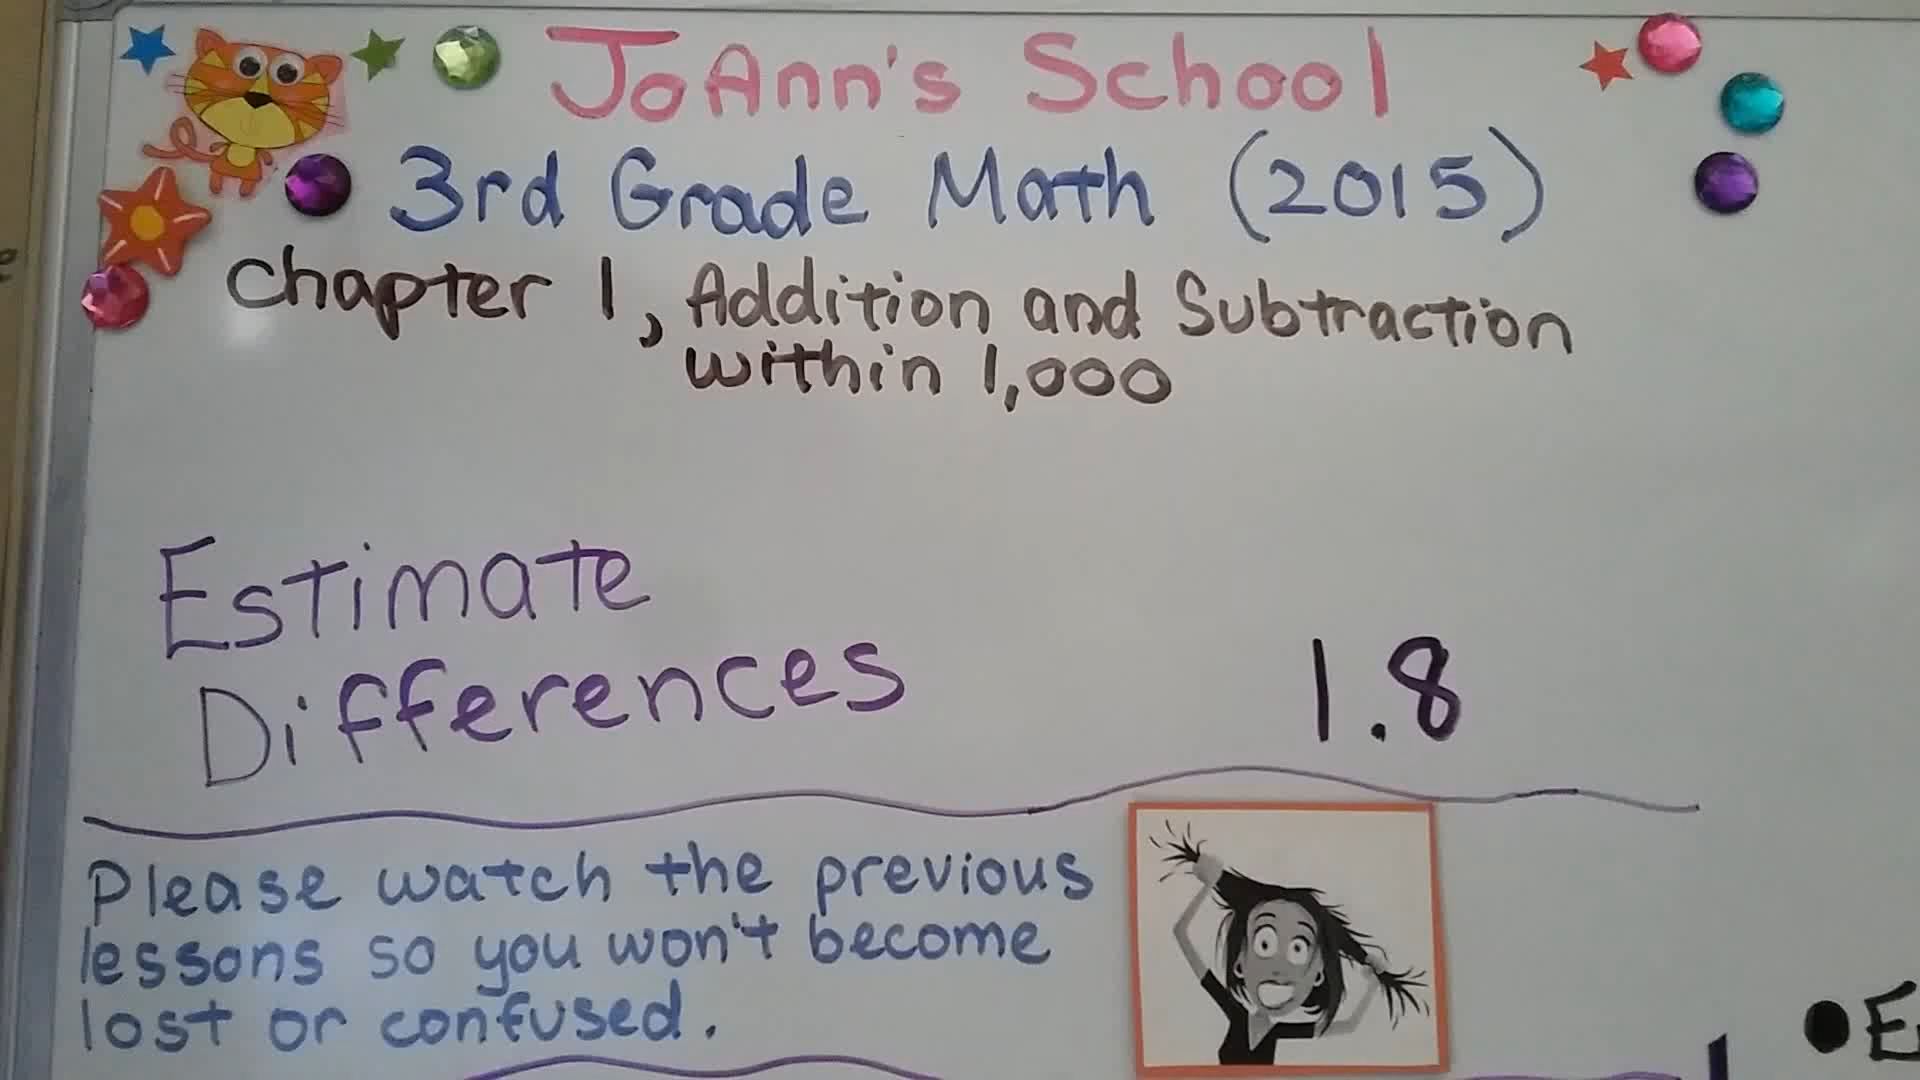 JoAnn's School
3rd Grade Math (2015)
Chapter 1, Addition and Subtraction
within 1,000
Estimate
Differences
1.8
Please watch the previous
lessons so you won't become
lost or confused.